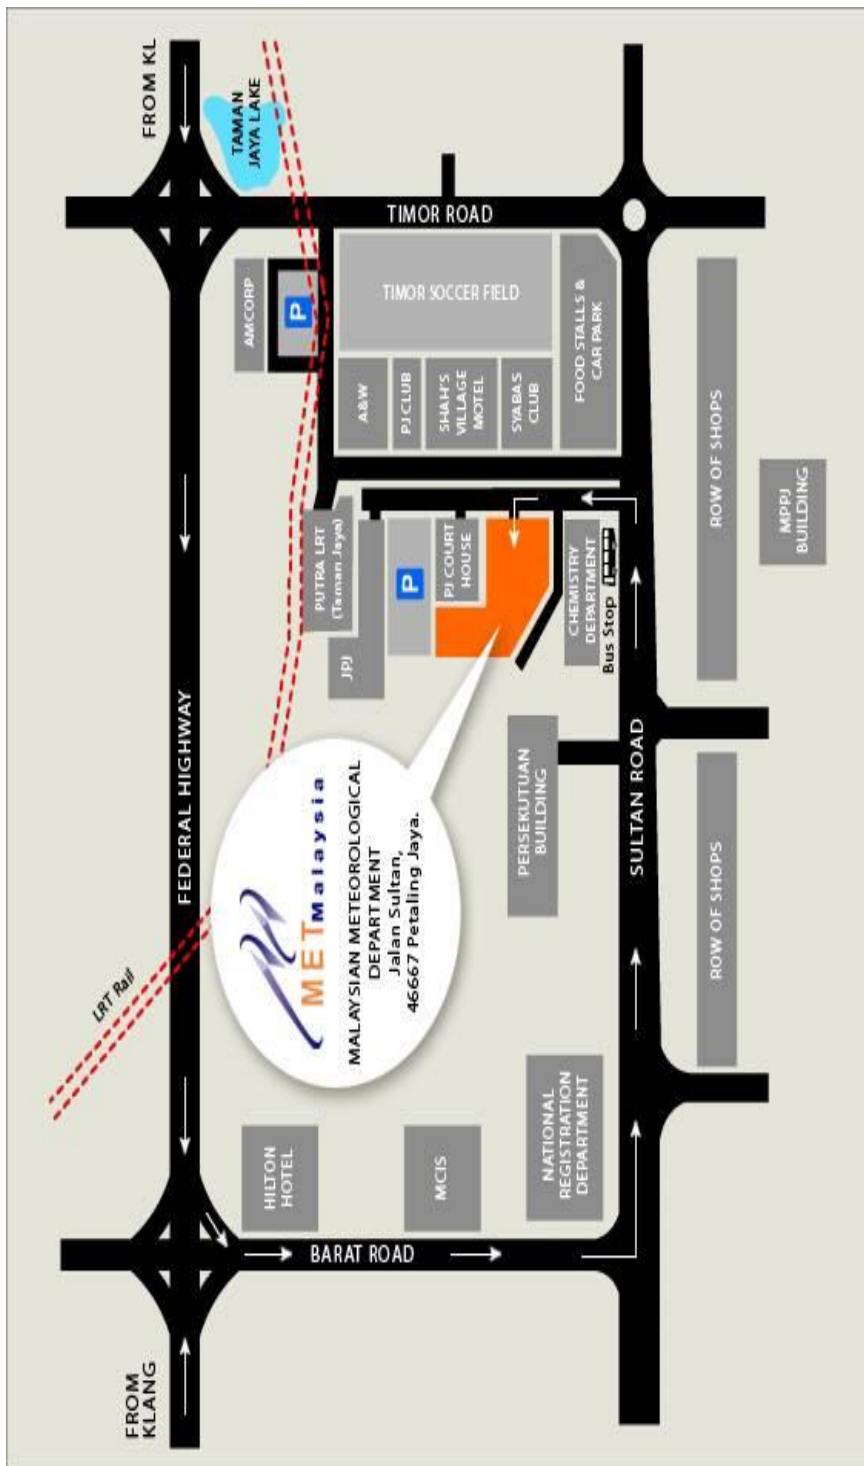 FROM KL
TAMAN
JAYA LAKE
TIMOR ROAD
AMCORP
P
TIMOR SOCCER FIELD
FOOD STALLS &
CAR PARK
A&W
PJ CLUB
SHAH'S
VILLAGE
MOTEL
SYABAS
CLUB
ROW OF SHOPS
MPPJ
BUILDING
PUTRA LRT
(Taman Jaya)
JPJ
P
PJ COURT
HOUSE
CHEMISTRY
DEPARTMENT
Bus Stop
FEDERAL HIGHWAY
SULTAN ROAD
PERSEKUTUAN
BUILDING
MET Malaysia
MALAYSIAN METEOROLOGICAL
DEPARTMENT
Jalan Sultan,
46667 Petaling Jaya.
LRT Rail
ROW OF SHOPS
HILTON
HOTEL
MCIS
NATIONAL
REGISTRATION
DEPARTMENT
BARAT ROAD
FROM
KLANG